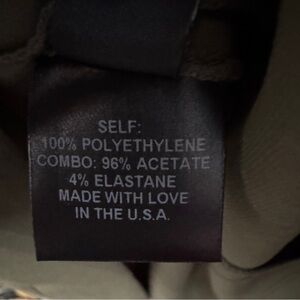 SELF:
100% POLYETHYLENE
COMBO: 96% ACETATE
4% ELASTANE
MADE WITH LOVE
IN THE U.S.A.